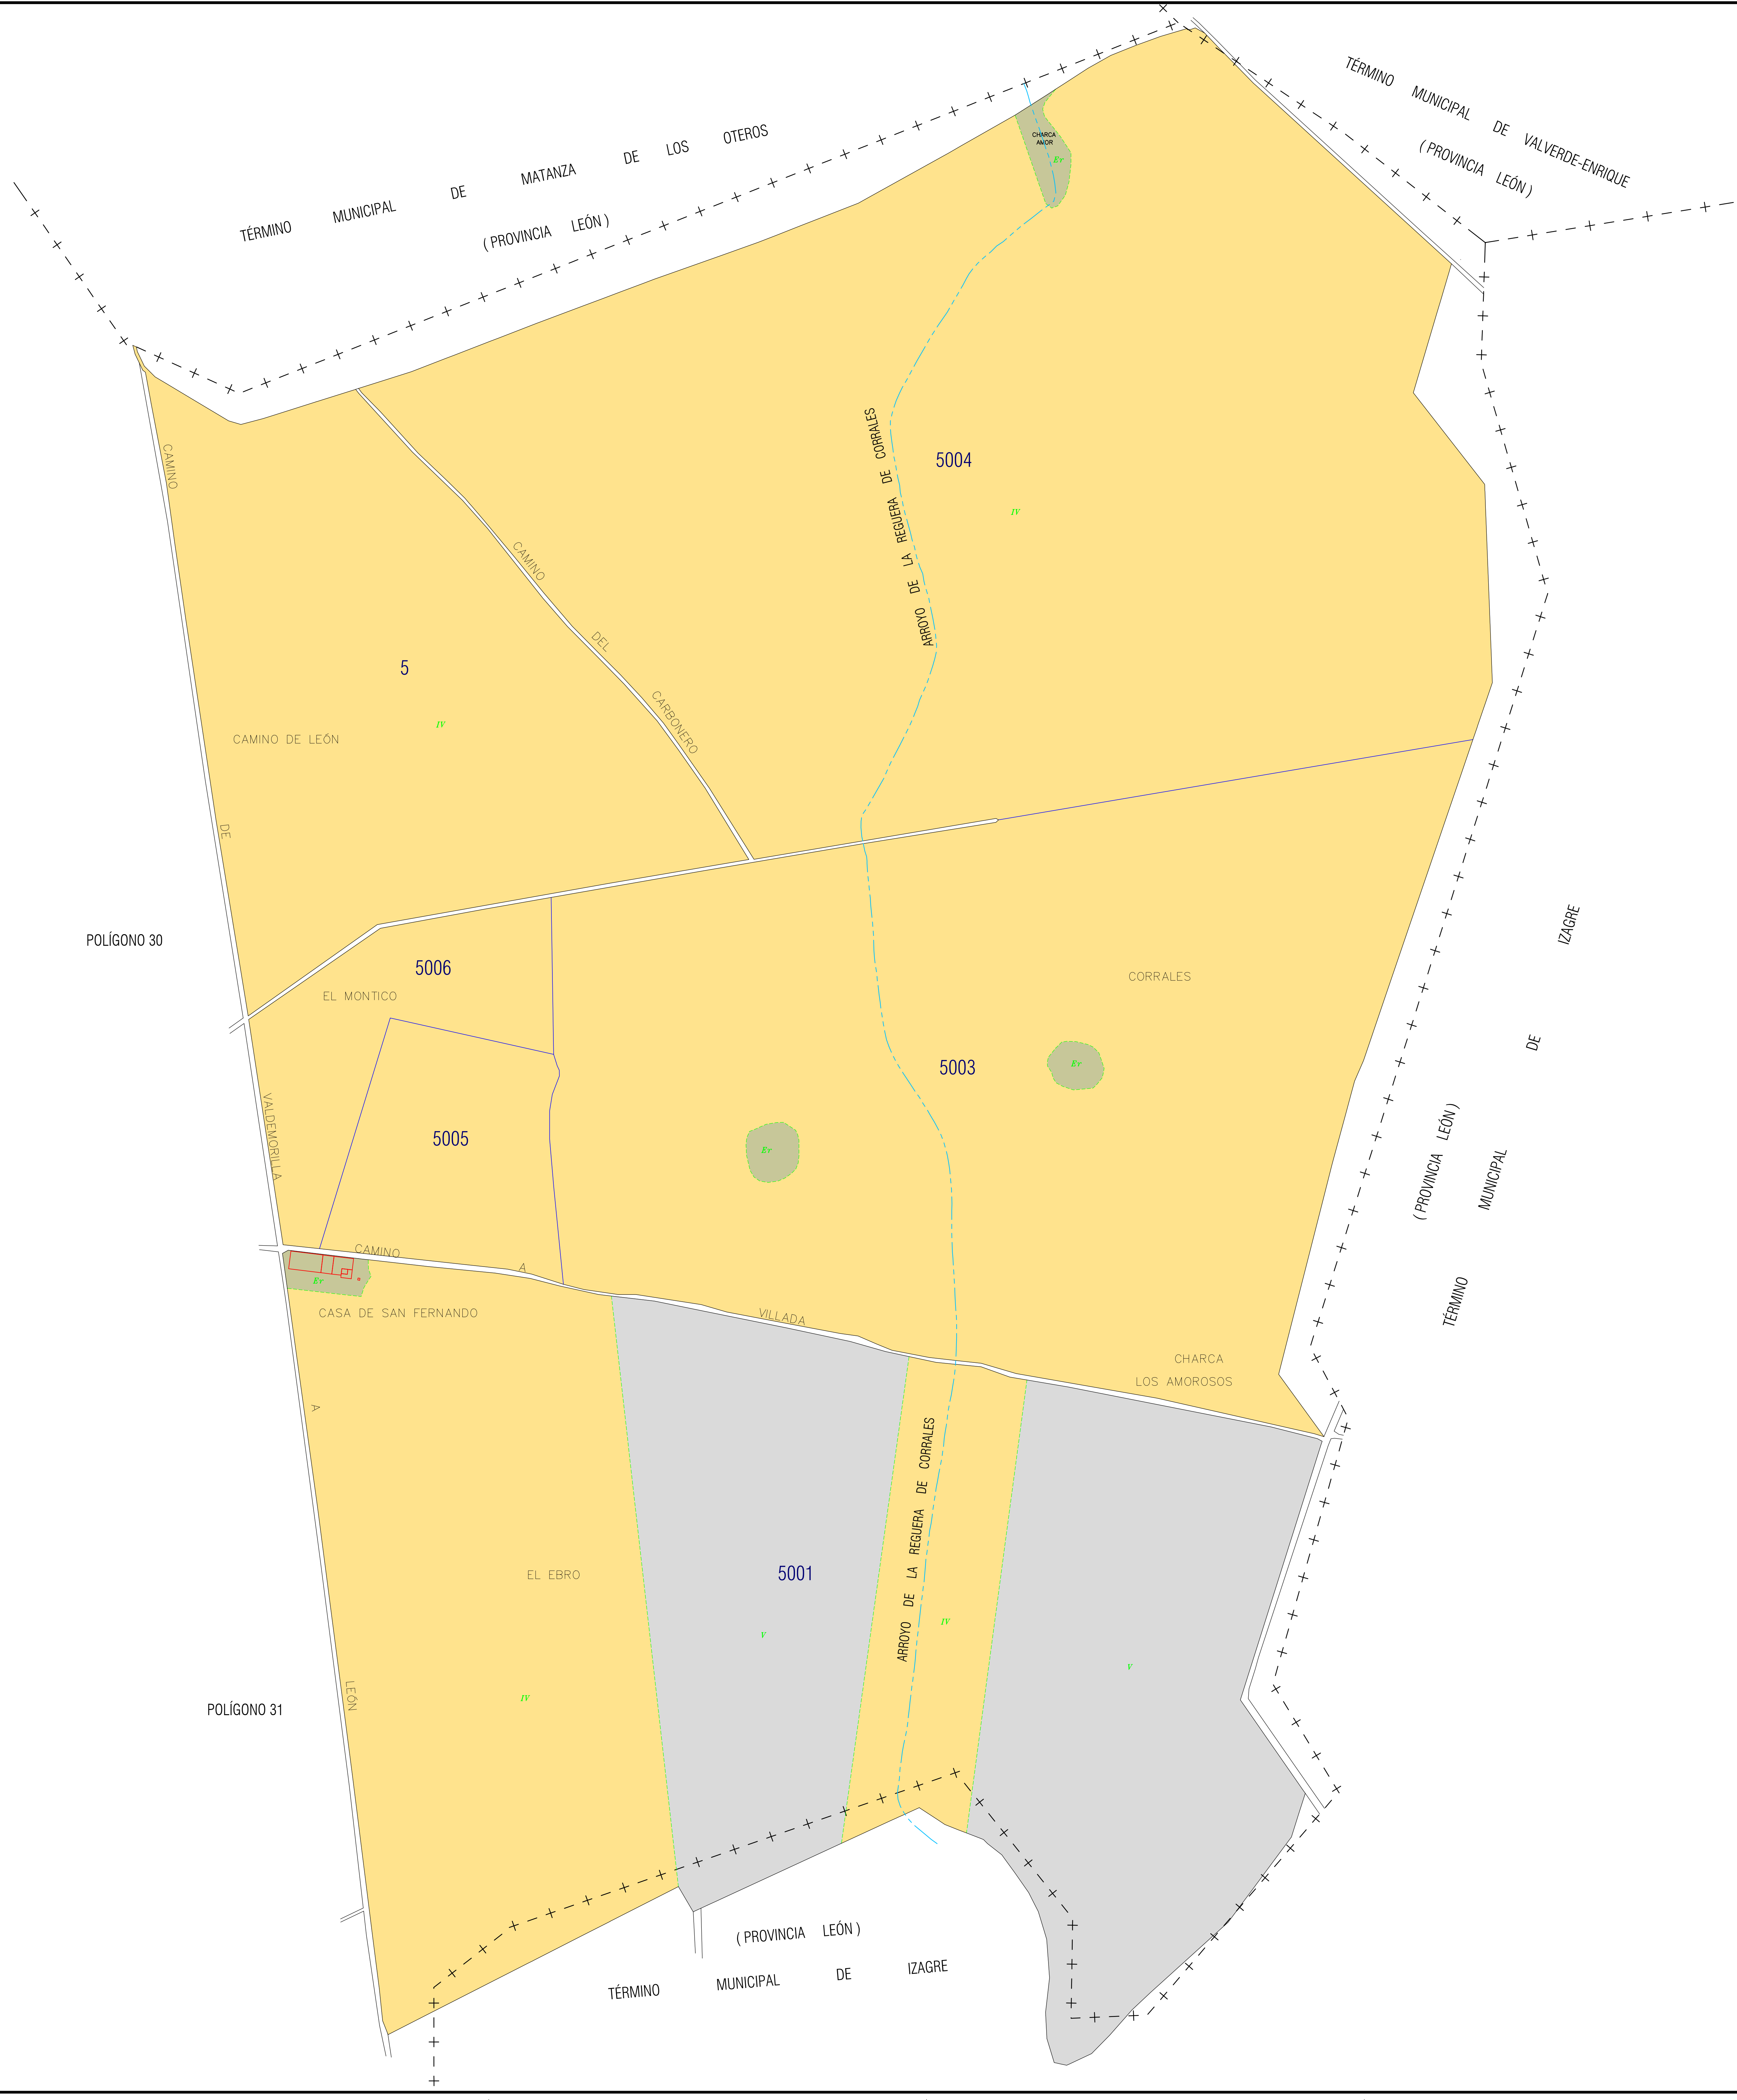 TÉRMINO MUNICIPAL DE VALVERDE-ENRIQUE
( PROVINCIA LEÓN )
TÉRMINO MUNICIPAL DE MATANZA DE LOS OTEROS
( PROVINCIA LEÓN )
CHARCA
AMOR
Er
ARROYO DE LA REGUERA DE CORRALES
5004
IV
CAMINO DEL CARBONERO
5
IV
CAMINO DE LEÓN
CAMINO DE VALDEMORILLA A LEÓN
POLÍGONO 30
5006
EL MONTICO
CORRALES
5003
Er
5005
Er
TÉRMINO MUNICIPAL DE IZAGRE
( PROVINCIA LEÓN )
CAMINO A VILLADA
Er
CASA DE SAN FERNANDO
CHARCA
LOS AMOROSOS
ARROYO DE LA REGUERA DE CORRALES
EL EBRO
5001
IV
V
V
IV
POLÍGONO 31
( PROVINCIA LEÓN )
TÉRMINO MUNICIPAL DE IZAGRE